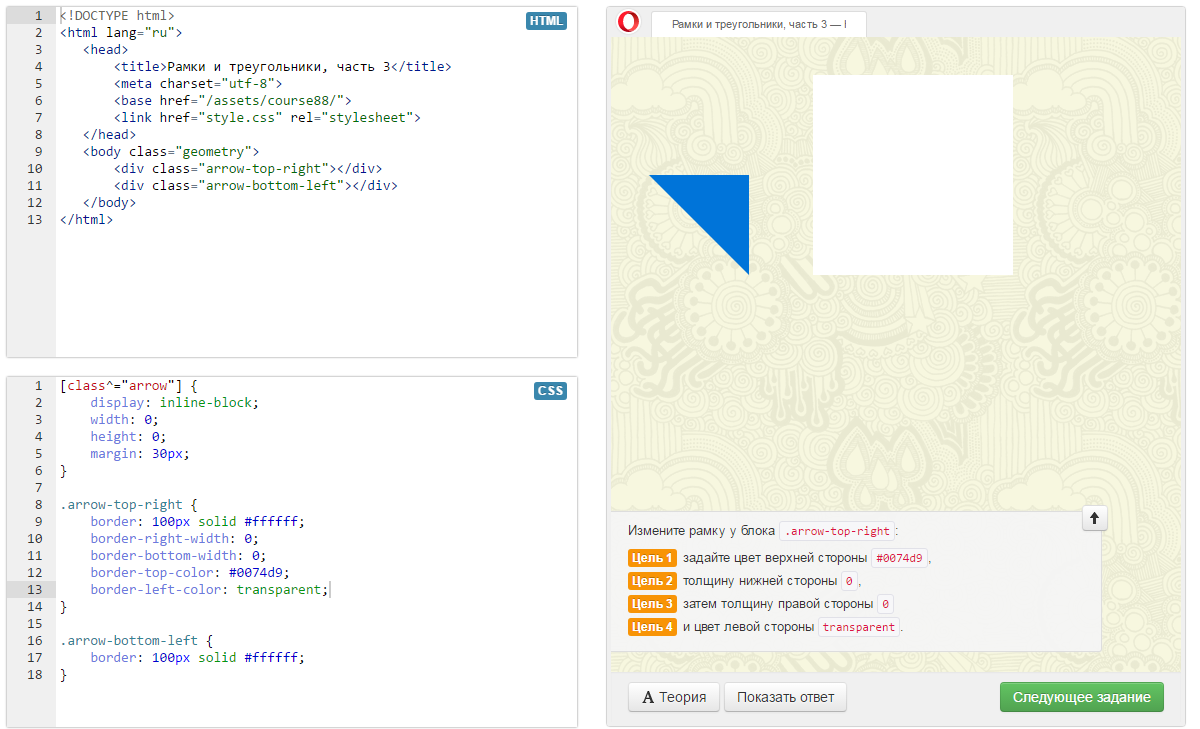 HTML
1 <!DOCTYPE html>
2 <html lang="ru">
3 <head>
4 <title>Рамки и треугольники, часть 3</title>
5 <meta charset="utf-8">
6 <base href="/assets/course88/">
7 <link href="style.css" rel="stylesheet">
8 </head>
9 <body class="geometry">
10 <div class="arrow-top-right"></div>
11 <div class="arrow-bottom-left"></div>
12 </body>
13 </html>
CSS
1 [class^="arrow"] {
2 display: inline-block;
3 width: 0;
4 height: 0;
5 margin: 30px;
6 }
7
8 .arrow-top-right {
9 border: 100px solid #ffffff;
10 border-right-width: 0;
11 border-bottom-width: 0;
12 border-top-color: #0074d9;
13 border-left-color: transparent;
14 }
15
16 .arrow-bottom-left {
17 border: 100px solid #ffffff;
18 }
Рамки и треугольники, часть 3 —
Измените рамку у блока .arrow-top-right:
Цель 1 задайте цвет верхней стороны #0074d9,
Цель 2 толщину нижней стороны 0,
Цель 3 затем толщину правой стороны 0
Цель 4 и цвет левой стороны transparent.
A Теория
Показать ответ
Следующее задание